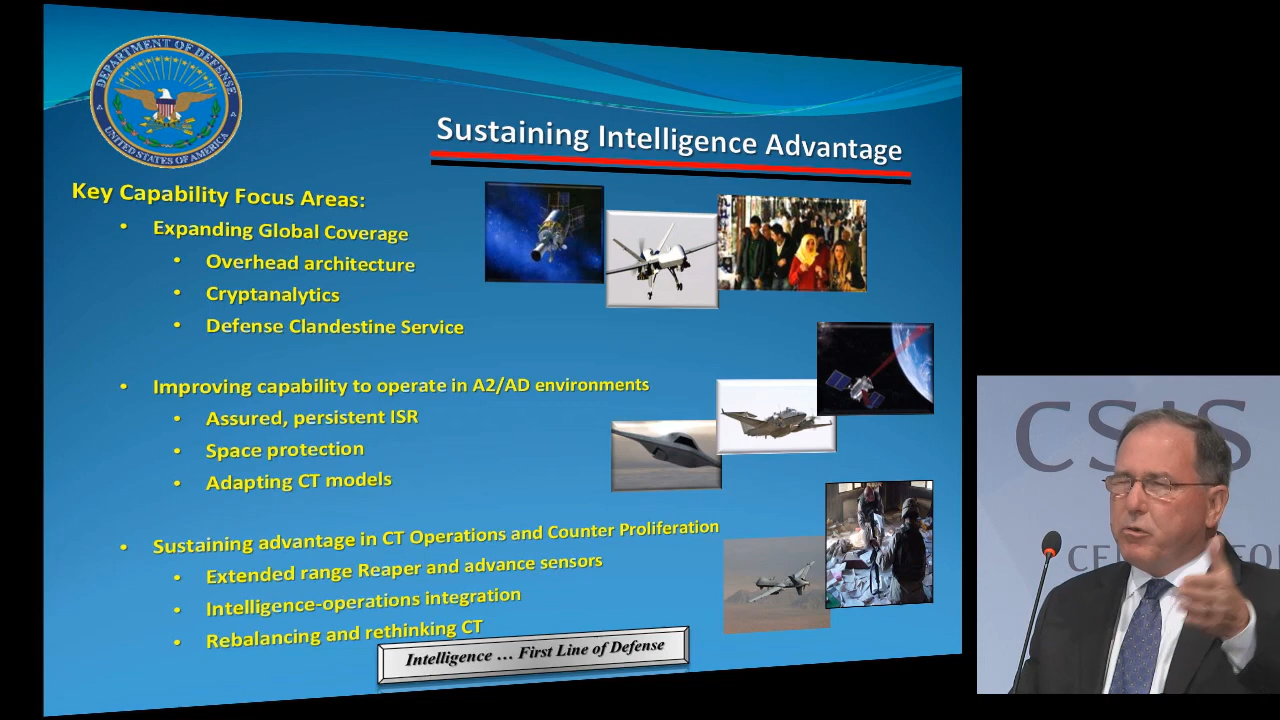 DEPARTMENT OF DEFENSE
UNITED STATES OF AMERICA
Sustaining Intelligence Advantage
Key Capability Focus Areas:
• Expanding Global Coverage
• Overhead architecture
• Cryptanalytics
• Defense Clandestine Service
• Improving capability to operate in A2/AD environments
• Assured, persistent ISR
• Space protection
• Adapting CT models
• Sustaining advantage in CT Operations and Counter Proliferation
• Extended range Reaper and advance sensors
• Intelligence-operations integration
• Rebalancing and rethinking CT
Intelligence … First Line of Defense
CSIS